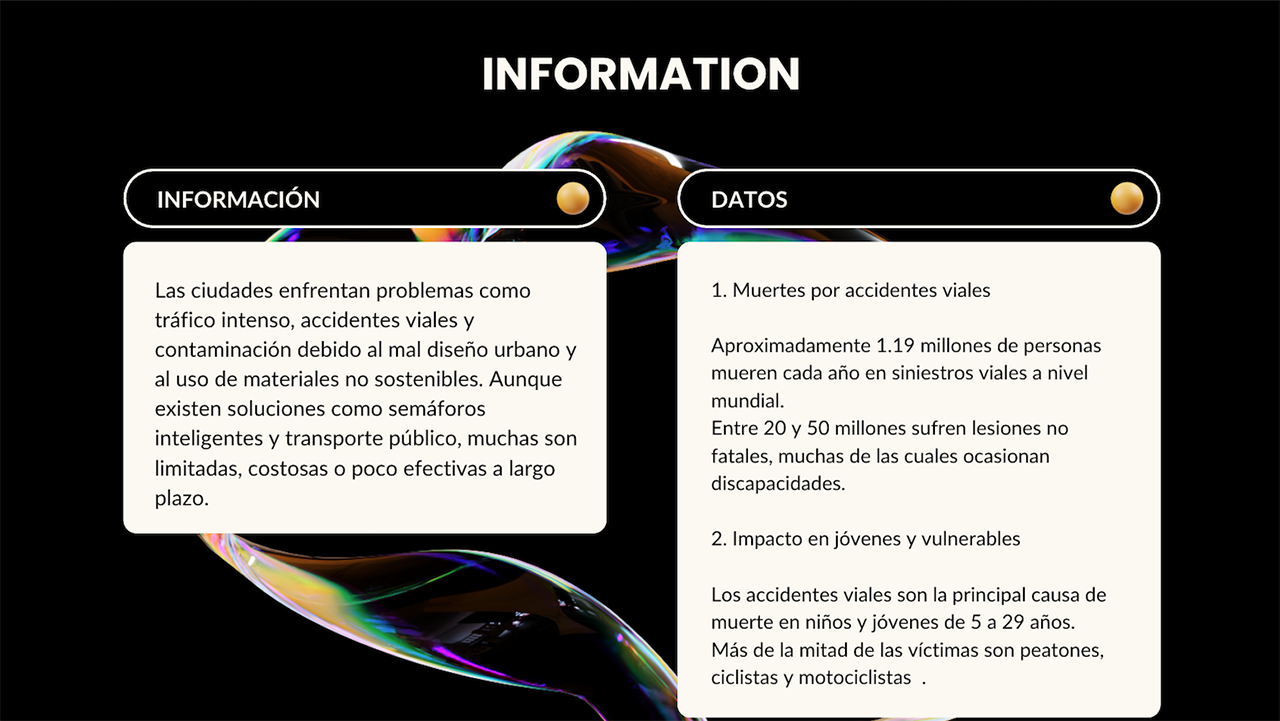 INFORMATION
INFORMACIÓN
Las ciudades enfrentan problemas como
tráfico intenso, accidentes viales y
contaminación debido al mal diseño urbano y
al uso de materiales no sostenibles. Aunque
existen soluciones como semáforos
inteligentes y transporte público, muchas son
limitadas, costosas o poco efectivas a largo
plazo.
DATOS
1. Muertes por accidentes viales
Aproximadamente 1.19 millones de personas
mueren cada año en siniestros viales a nivel
mundial.
Entre 20 y 50 millones sufren lesiones no
fatales, muchas de las cuales ocasionan
discapacidades.
2. Impacto en jóvenes y vulnerables
Los accidentes viales son la principal causa de
muerte en niños y jóvenes de 5 a 29 años.
Más de la mitad de las víctimas son peatones,
ciclistas y motociclistas  .